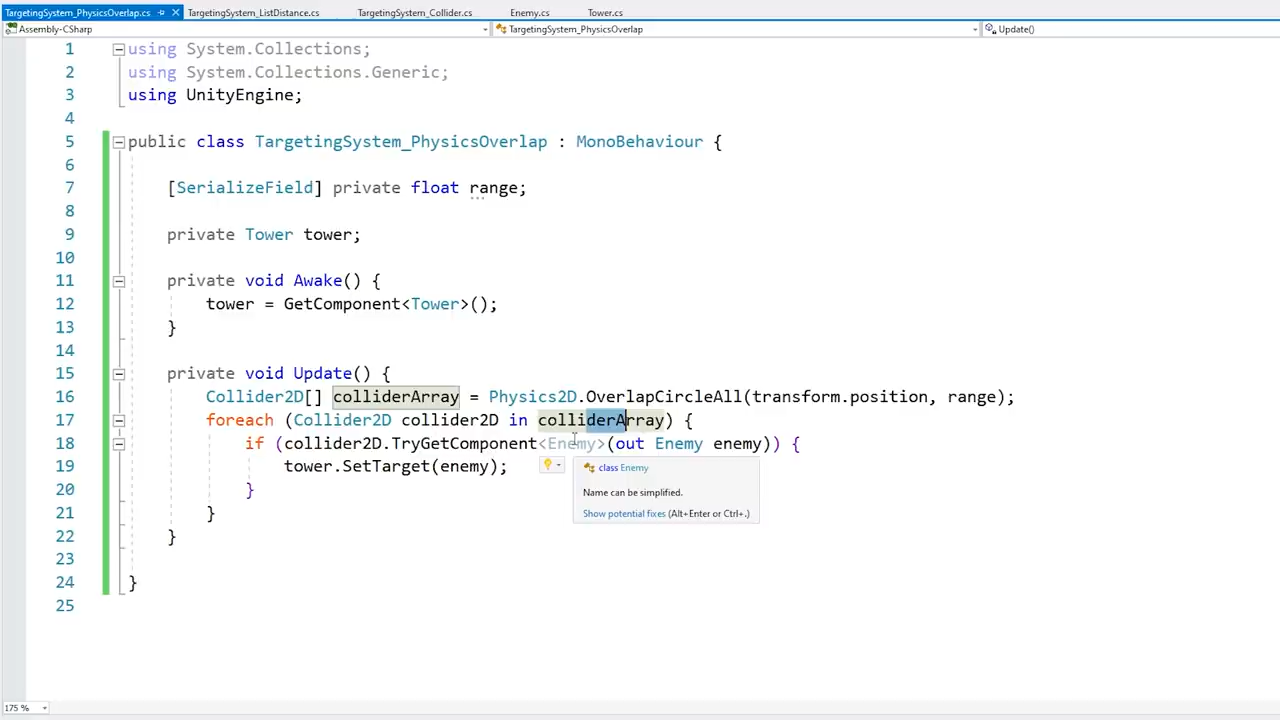 TargetingSystem_PhysicsOverlap.cs TargetingSystem_ListDistance.cs TargetingSystem_Collider.cs Enemy.cs Tower.cs
Assembly-CSharp TargetingSystem_PhysicsOverlap Update()
1 using System.Collections;
2 using System.Collections.Generic;
3 using UnityEngine;
4
5 public class TargetingSystem_PhysicsOverlap : MonoBehaviour {
6
7 [SerializeField] private float range;
8
9 private Tower tower;
10
11 private void Awake() {
12 tower = GetComponent<Tower>();
13 }
14
15 private void Update() {
16 Collider2D[] colliderArray = Physics2D.OverlapCircleAll(transform.position, range);
17 foreach (Collider2D collider2D in colliderArray) {
18 if (collider2D.TryGetComponent<Enemy>(out Enemy enemy)) {
19 tower.SetTarget(enemy);
class Enemy
20 }
Name can be simplified.
21 }
Show potential fixes (Alt+Enter or Ctrl+.)
22 }
23
24 }
25
175 %